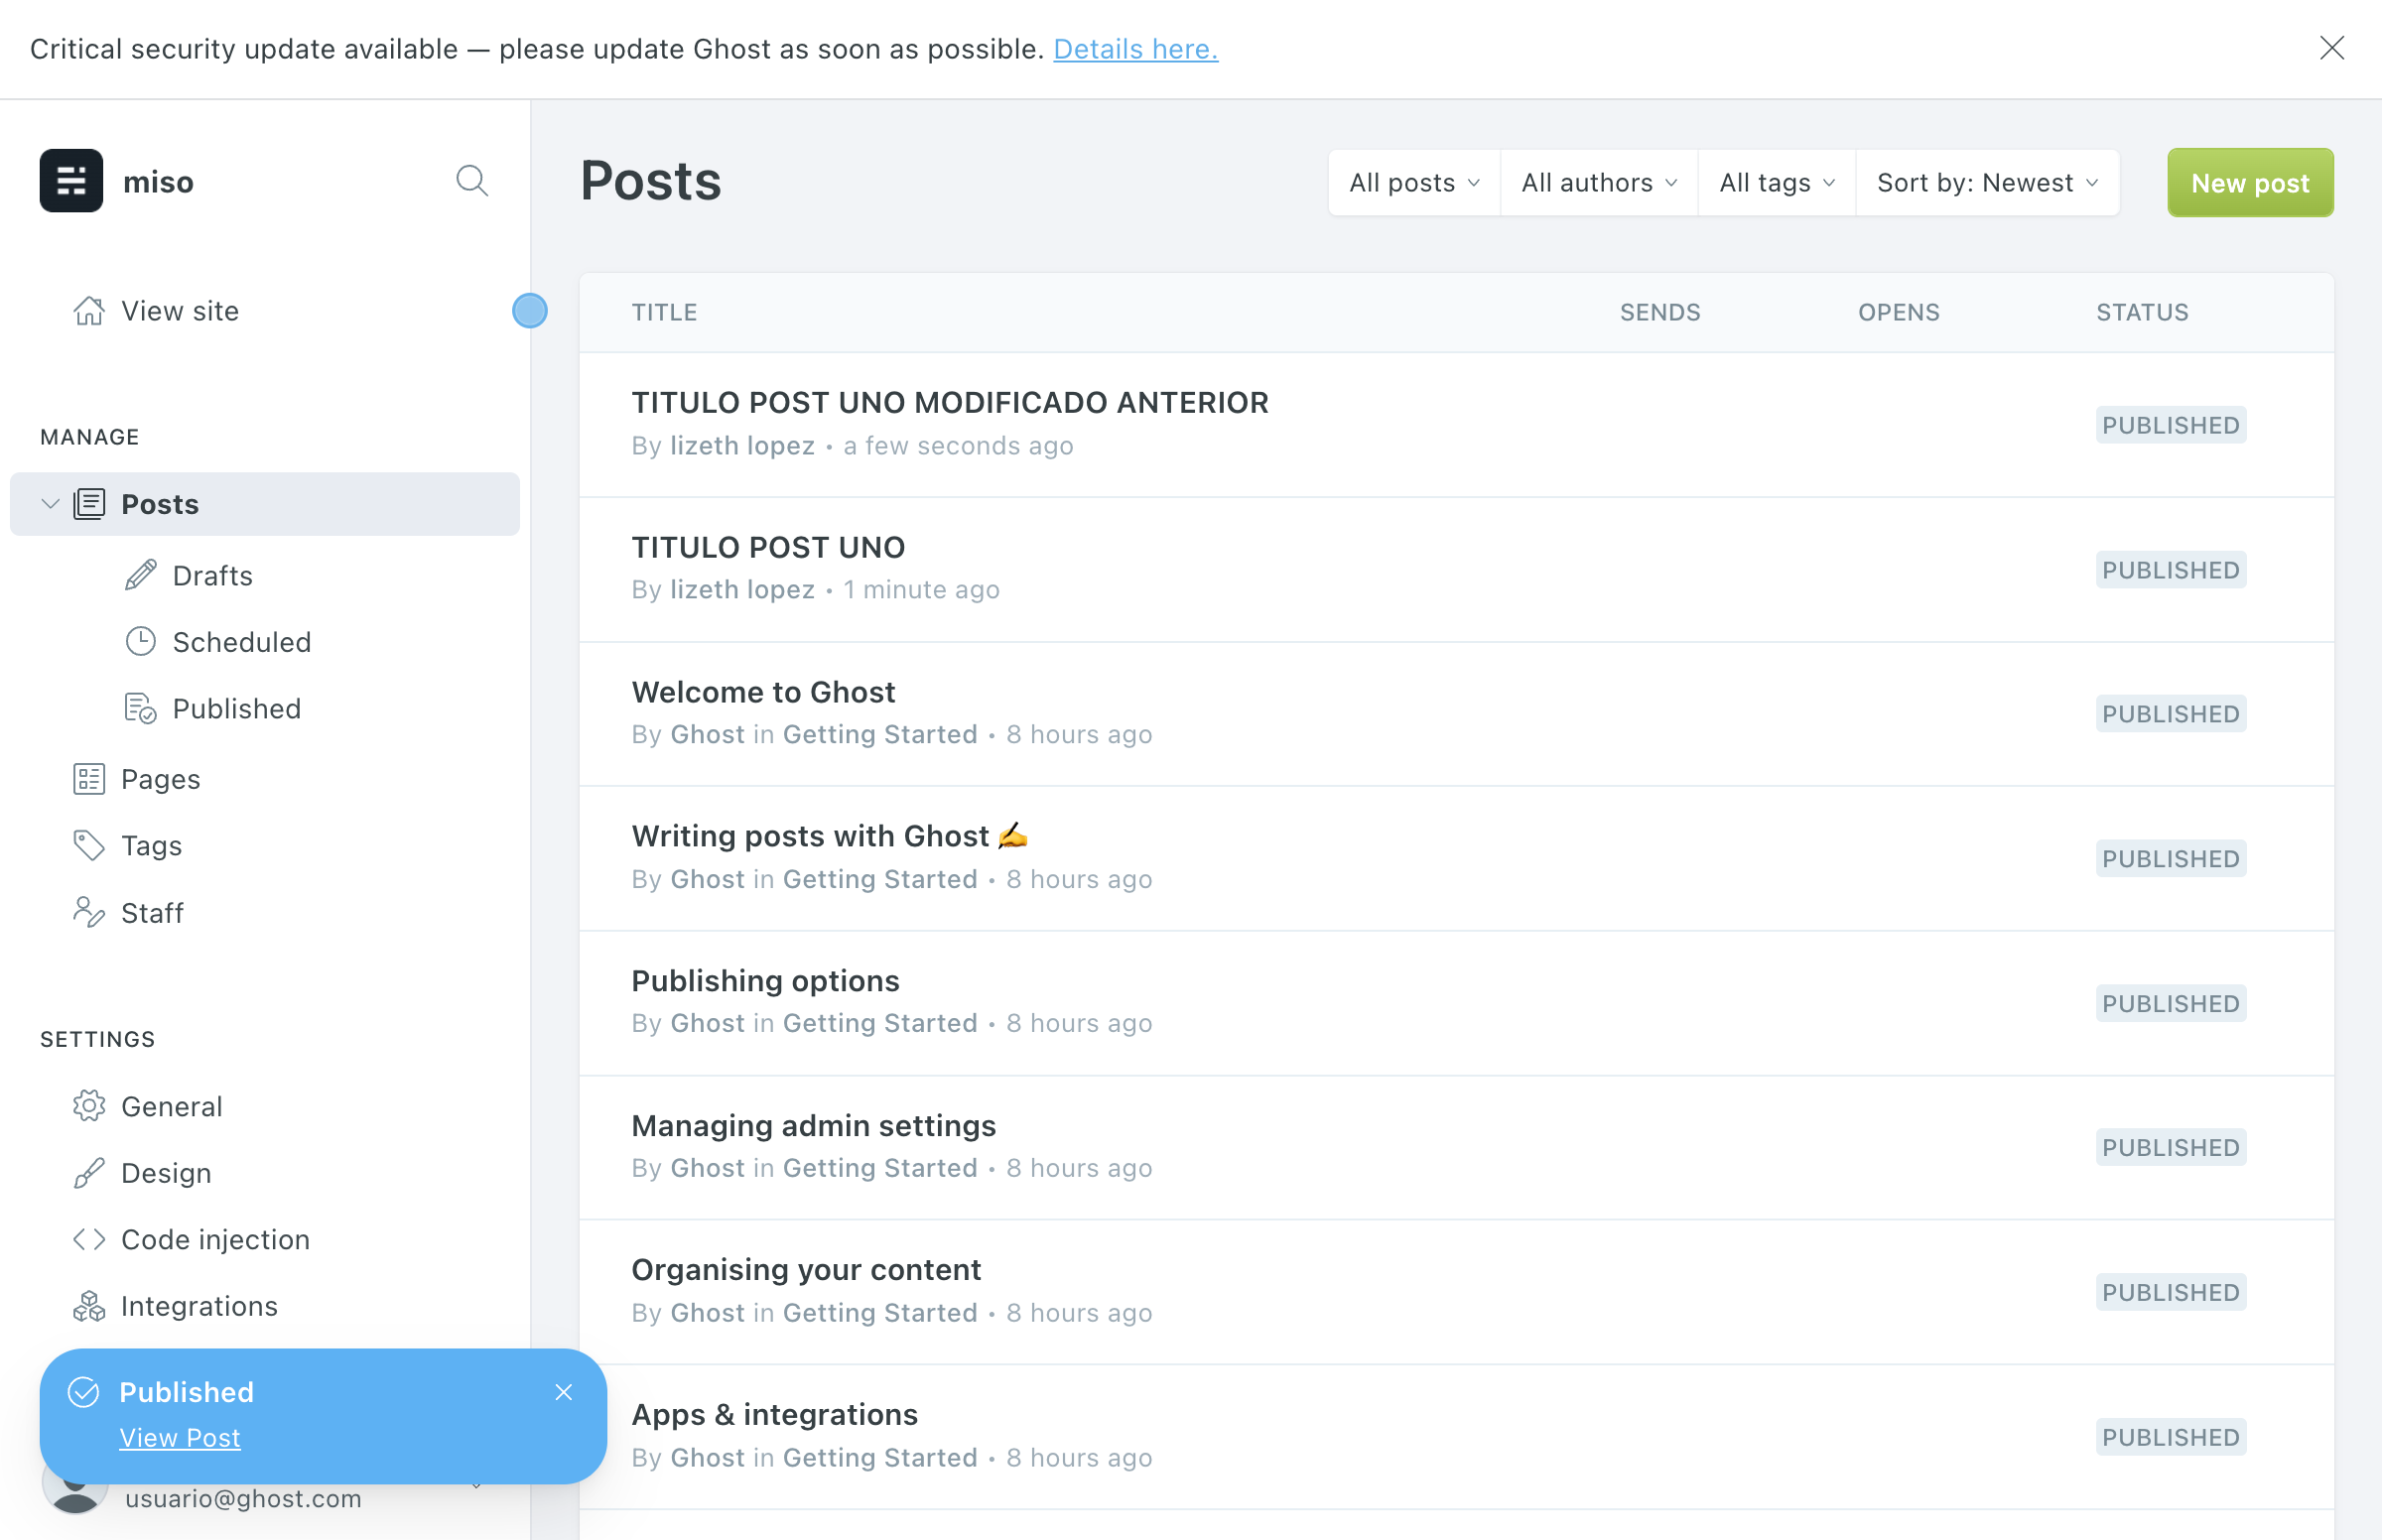 Critical security update available — please update Ghost as soon as possible. Details here.
miso
View site
MANAGE
Posts
Drafts
Scheduled
Published
Pages
Tags
Staff
SETTINGS
General
Design
Code injection
Integrations
Published
View Post
usuario@ghost.com
Posts
All posts
All authors
All tags
Sort by: Newest
New post
TITLE SENDS OPENS STATUS
TITULO POST UNO MODIFICADO ANTERIOR
By lizeth lopez • a few seconds ago
PUBLISHED
TITULO POST UNO
By lizeth lopez • 1 minute ago
PUBLISHED
Welcome to Ghost
By Ghost in Getting Started • 8 hours ago
PUBLISHED
Writing posts with Ghost ✍️
By Ghost in Getting Started • 8 hours ago
PUBLISHED
Publishing options
By Ghost in Getting Started • 8 hours ago
PUBLISHED
Managing admin settings
By Ghost in Getting Started • 8 hours ago
PUBLISHED
Organising your content
By Ghost in Getting Started • 8 hours ago
PUBLISHED
Apps & integrations
By Ghost in Getting Started • 8 hours ago
PUBLISHED